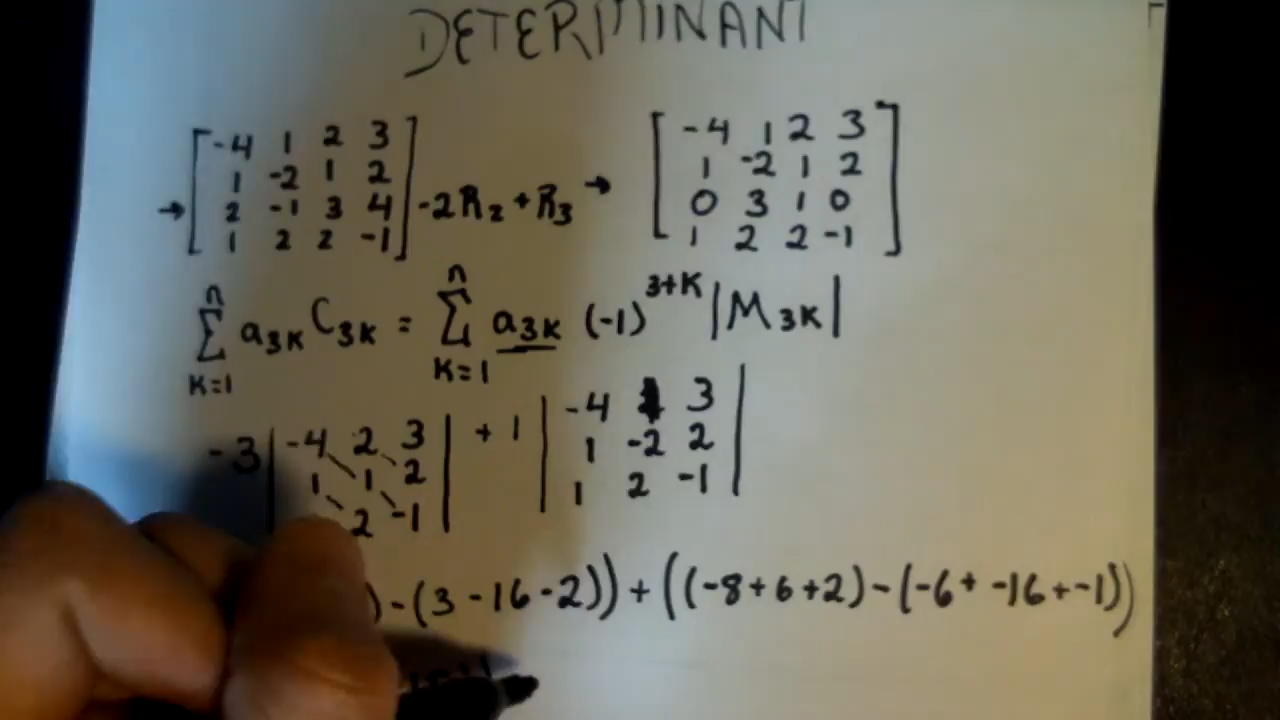 DETERMINANT
→ [ -4 1 2 3 ] [ -4 1 2 3 ]
[ 1 -2 1 2 ] [ 1 -2 1 2 ]
[ 2 -1 3 4 ] -2R₂ + R₃ → [ 0 3 1 0 ]
[ 1 2 2 -1 ] [ 1 2 2 -1 ]
n n
Σ a₃ₖ C₃ₖ = Σ a₃ₖ (-1)³⁺ᴷ |M₃ₖ|
K=1 K=1
-3 | -4 2 3 | + 1 | -4 1 3 |
| 1 1 2 | | 1 -2 2 |
| 2 -1 | | 1 2 -1 |
) - (3 - 16 - 2)) + ((-8 + 6 + 2) - (-6 + -16 + -1))